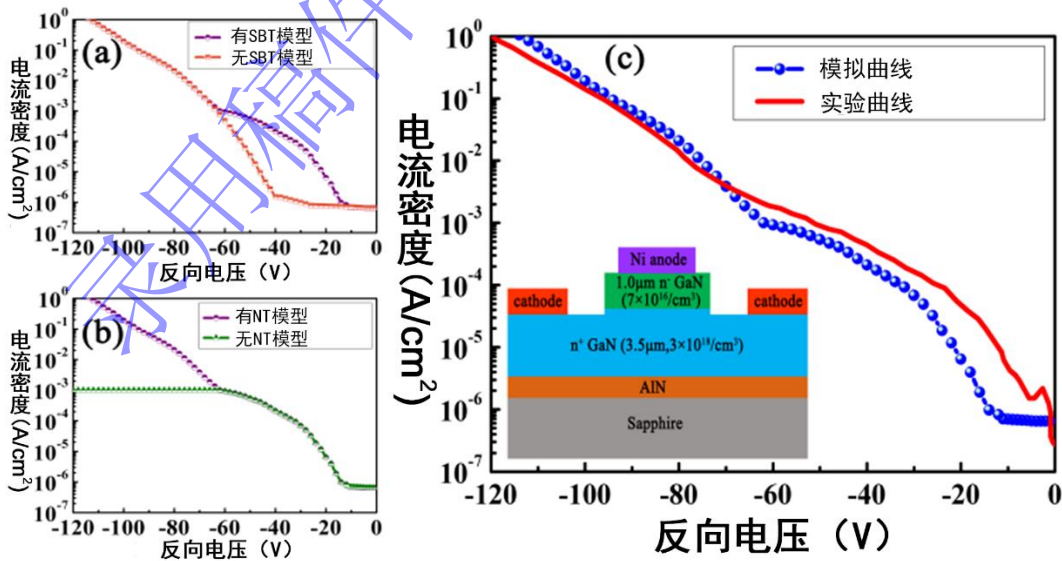 (a)
有SBT模型
无SBT模型
10⁰
10⁻¹
10⁻²
10⁻³
10⁻⁴
10⁻⁵
10⁻⁶
10⁻⁷
电流密度(A/cm²)
-120 -100 -80 -60 -40 -20 0
反向电压（V）
(b)
有NT模型
无NT模型
10⁰
10⁻¹
10⁻²
10⁻³
10⁻⁴
10⁻⁵
10⁻⁶
10⁻⁷
电流密度(A/cm²)
-120 -100 -80 -60 -40 -20 0
反向电压（V）
(c)
模拟曲线
实验曲线
10⁰
10⁻¹
10⁻²
10⁻³
10⁻⁴
10⁻⁵
10⁻⁶
10⁻⁷
电流密度(A/cm²)
Ni anode
1.0μm n⁻ GaN
(7×10¹⁶/cm³)
cathode
cathode
n⁺ GaN (3.5μm,3×10¹⁸/cm³)
AlN
Sapphire
-120 -100 -80 -60 -40 -20 0
反向电压（V）
录用稿件